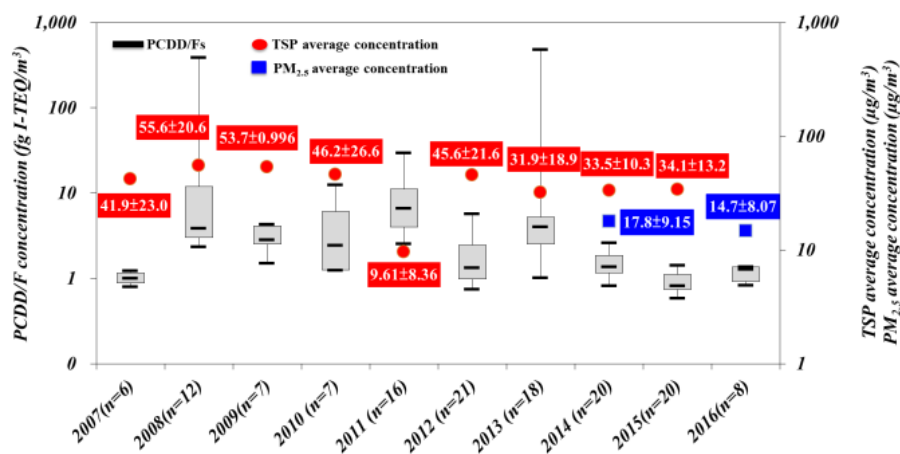 1,000
100
10
1
0
PCDD/F concentration (fg I-TEQ/m³)
PCDD/Fs
TSP average concentration
PM₂.₅ average concentration
41.9±23.0
55.6±20.6
53.7±0.996
46.2±26.6
9.61±8.36
45.6±21.6
31.9±18.9
33.5±10.3
17.8±9.15
34.1±13.2
14.7±8.07
1,000
100
10
1
TSP average concentration (µg/m³)
PM₂.₅ average concentration (µg/m³)
2007(n=6)
2008(n=12)
2009(n=7)
2010 (n=7)
2011 (n=16)
2012 (n=21)
2013 (n=18)
2014 (n=20)
2015(n=20)
2016(n=8)